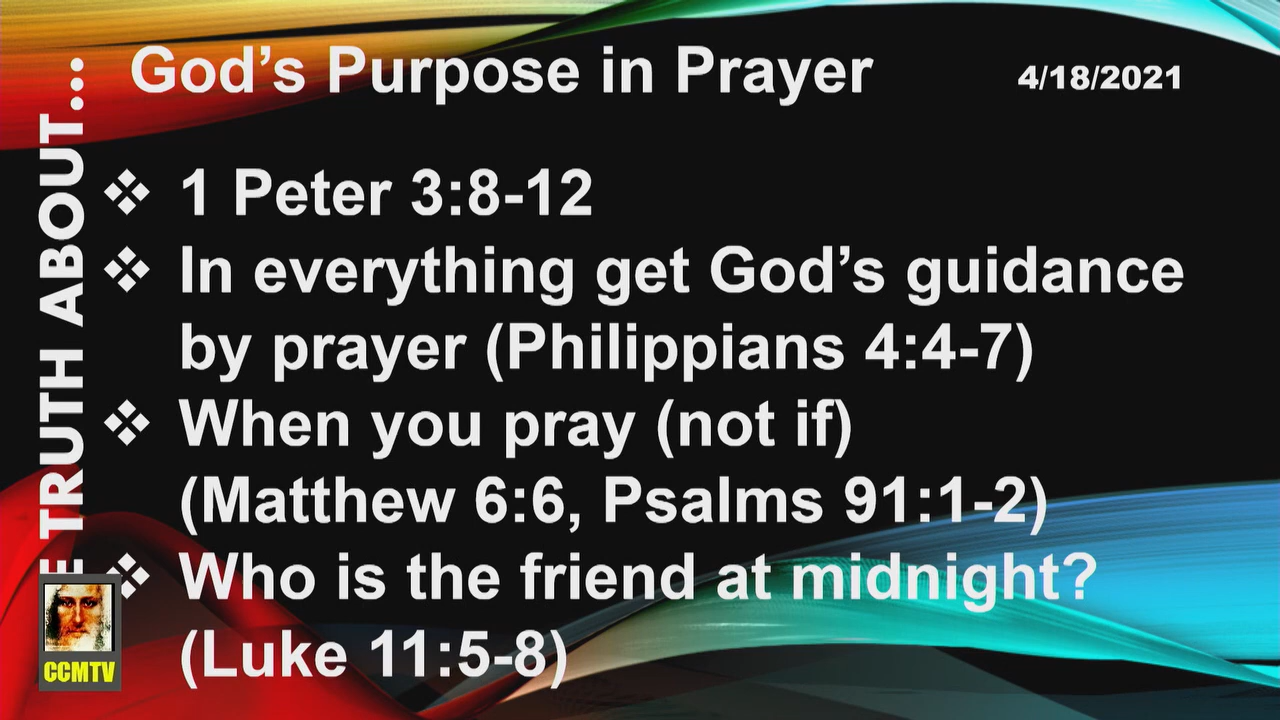 God's Purpose in Prayer
4/18/2021
TRUTH ABOUT...
❖ 1 Peter 3:8-12
❖ In everything get God's guidance
by prayer (Philippians 4:4-7)
❖ When you pray (not if)
(Matthew 6:6, Psalms 91:1-2)
❖ Who is the friend at midnight?
(Luke 11:5-8)
CCMTV